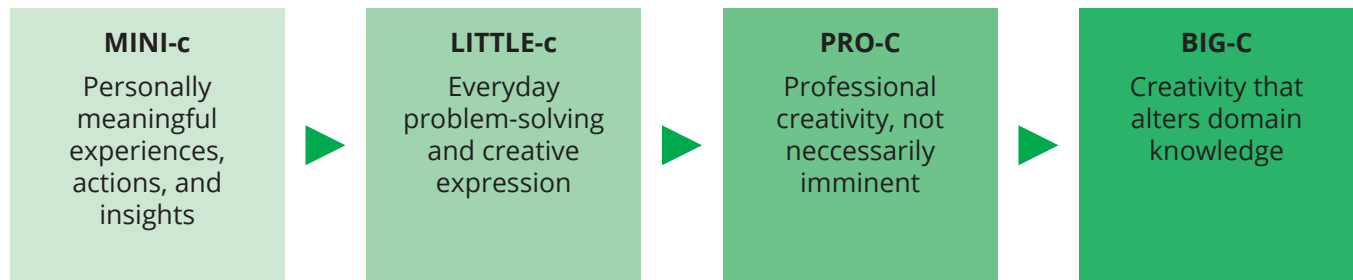 MINI-c
Personally
meaningful
experiences,
actions, and
insights
LITTLE-c
Everyday
problem-solving
and creative
expression
PRO-C
Professional
creativity, not
neccessarily
imminent
BIG-C
Creativity that
alters domain
knowledge